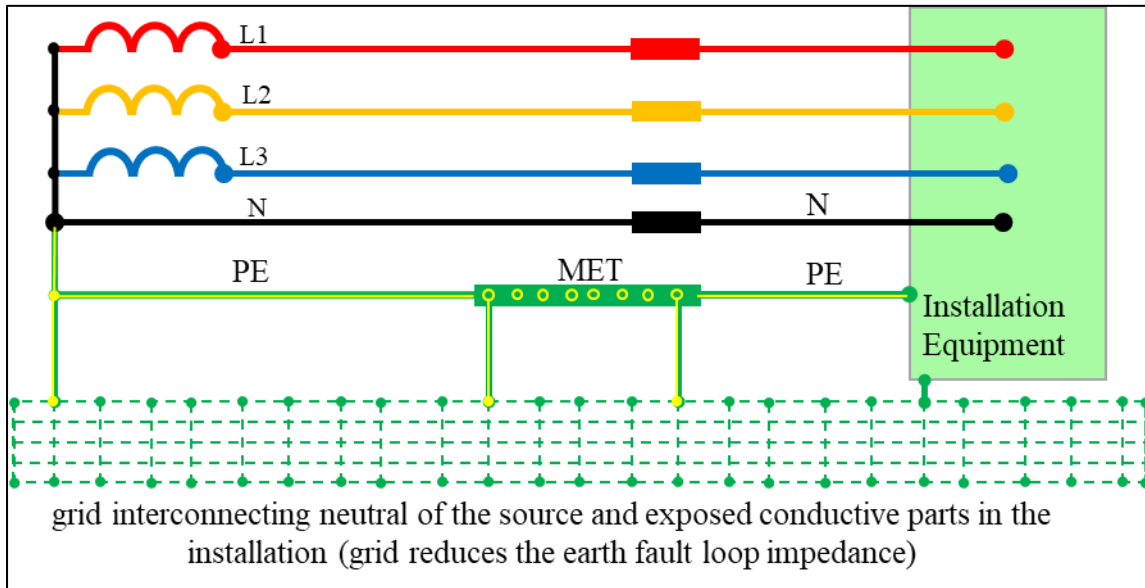 L1
L2
L3
N
N
PE
MET
PE
Installation
Equipment
grid interconnecting neutral of the source and exposed conductive parts in the
installation (grid reduces the earth fault loop impedance)